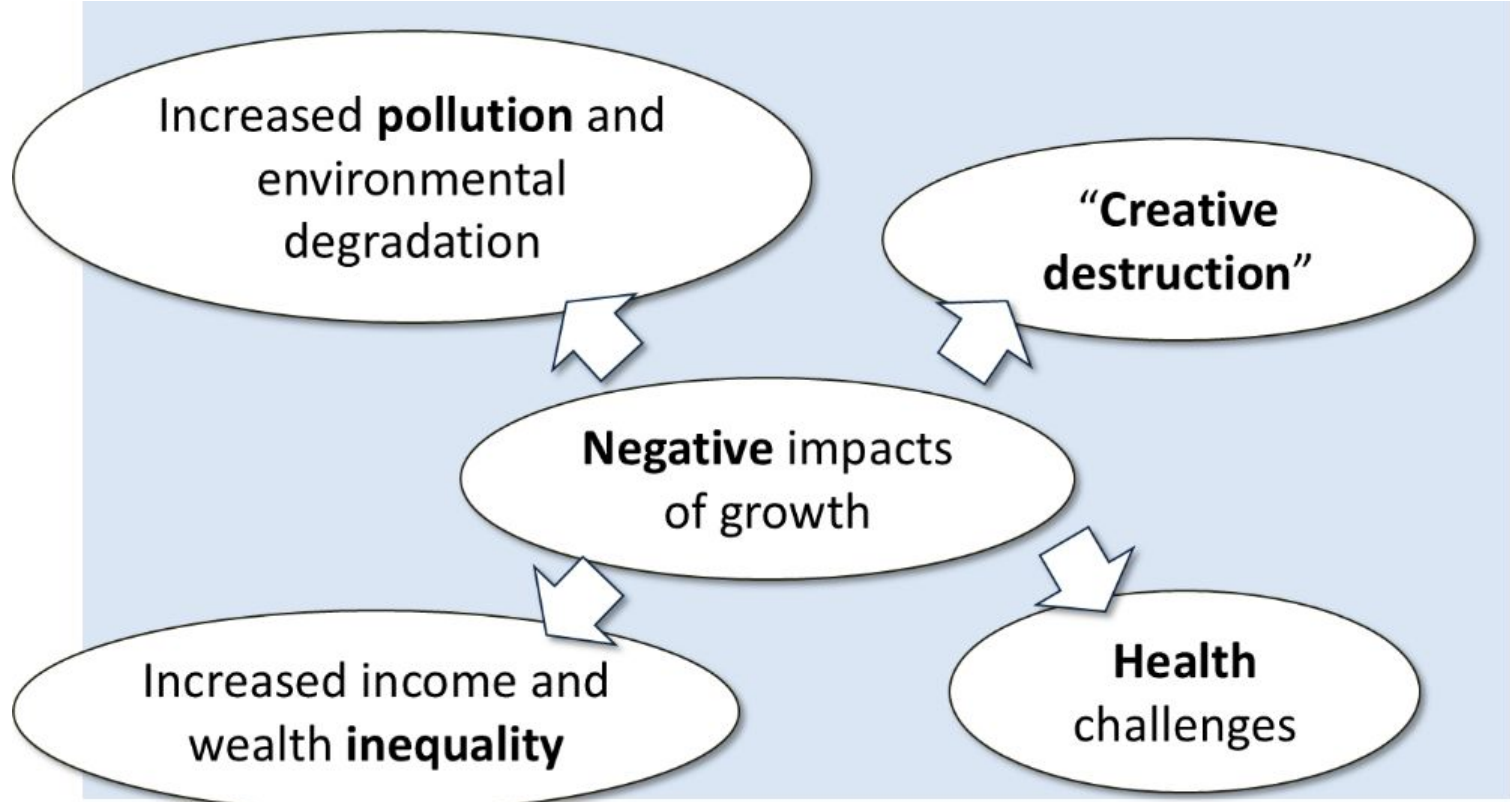 Increased pollution and
environmental
degradation
“Creative
destruction”
Negative impacts
of growth
Increased income and
wealth inequality
Health
challenges